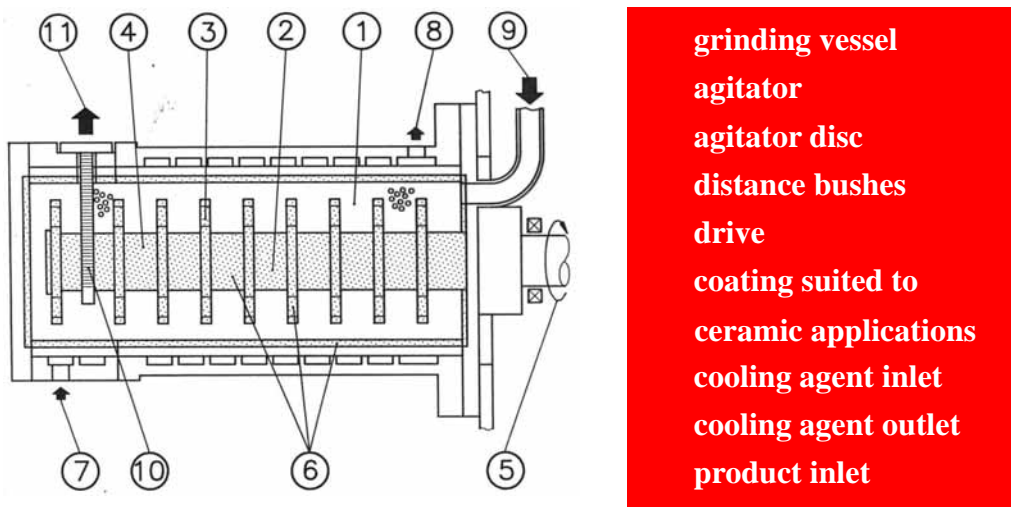 11 4 3 2 1 8 9
7 10 6 5
grinding vessel
agitator
agitator disc
distance bushes
drive
coating suited to
ceramic applications
cooling agent inlet
cooling agent outlet
product inlet